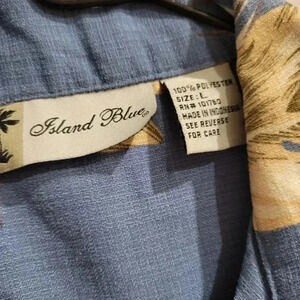 Island Blue
100% POLYESTER
SIZE: L
RN# 101780
MADE IN INDONESIA
SEE REVERSE
FOR CARE